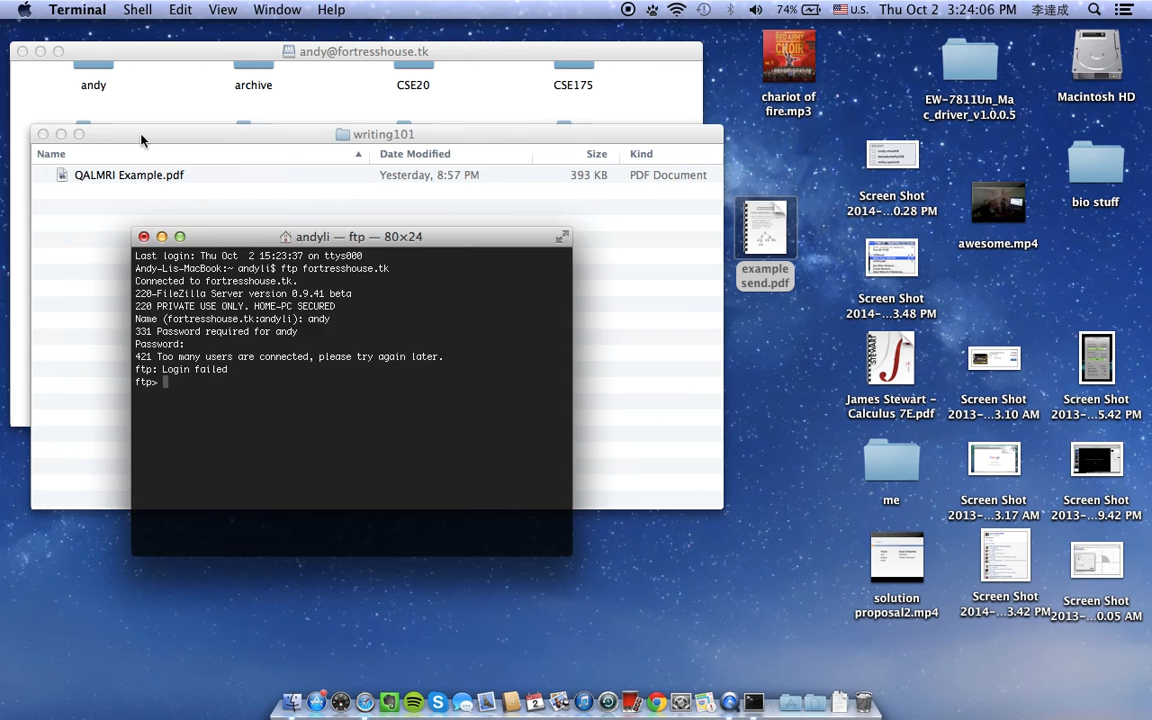 Terminal Shell Edit View Window Help
74% U.S. Thu Oct 2 3:24:06 PM 李達成
andy@fortresshouse.tk
andy archive CSE20 CSE175
writing101
Name Date Modified Size Kind
QALMRI Example.pdf Yesterday, 8:57 PM 393 KB PDF Document
andyli — ftp — 80×24
Last login: Thu Oct  2 15:23:37 on ttys000
Andy-Lis-MacBook:~ andyli$ ftp fortresshouse.tk
Connected to fortresshouse.tk.
220-FileZilla Server version 0.9.41 beta
220 PRIVATE USE ONLY. HOME-PC SECURED
Name (fortresshouse.tk:andyli): andy
331 Password required for andy
Password:
421 Too many users are connected, please try again later.
ftp: Login failed
ftp>
chariot of
fire.mp3
EW-7811Un_Ma
c_driver_v1.0.0.5
Macintosh HD
Screen Shot
2014-...0.28 PM
awesome.mp4
bio stuff
example
send.pdf
Screen Shot
2014-...3.48 PM
James Stewart -
Calculus 7E.pdf
Screen Shot
2013-...3.10 AM
Screen Shot
2013-...5.42 PM
me
Screen Shot
2013-...3.17 AM
Screen Shot
2013-...9.42 PM
solution
proposal2.mp4
Screen Shot
2014-...3.42 PM
Screen Shot
2013-...0.05 AM